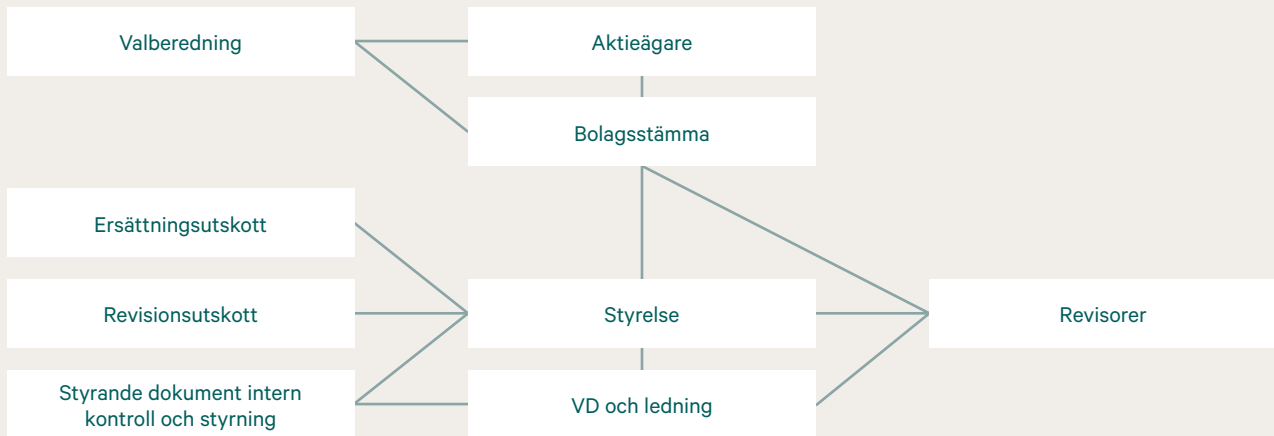 Valberedning
Aktieägare
Bolagsstämma
Ersättningsutskott
Revisionsutskott
Styrelse
Revisorer
Styrande dokument intern
kontroll och styrning
VD och ledning